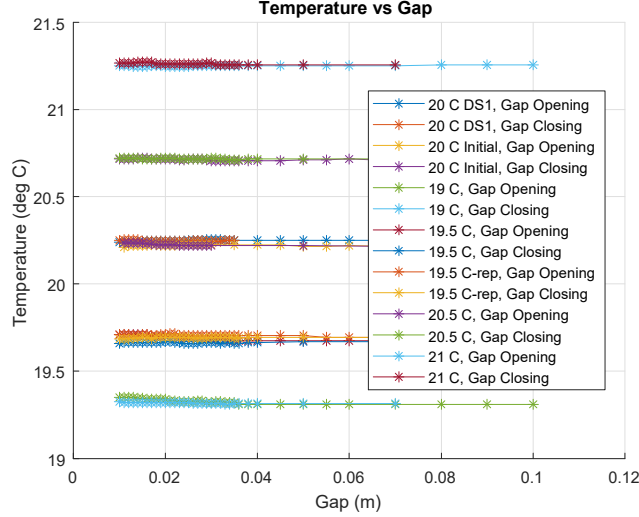 Temperature vs Gap
21.5
21
20.5
20
19.5
19
Temperature (deg C)
20 C DS1, Gap Opening
20 C DS1, Gap Closing
20 C Initial, Gap Opening
20 C Initial, Gap Closing
19 C, Gap Opening
19 C, Gap Closing
19.5 C, Gap Opening
19.5 C, Gap Closing
19.5 C-rep, Gap Opening
19.5 C-rep, Gap Closing
20.5 C, Gap Opening
20.5 C, Gap Closing
21 C, Gap Opening
21 C, Gap Closing
0 0.02 0.04 0.06 0.08 0.1 0.12
Gap (m)